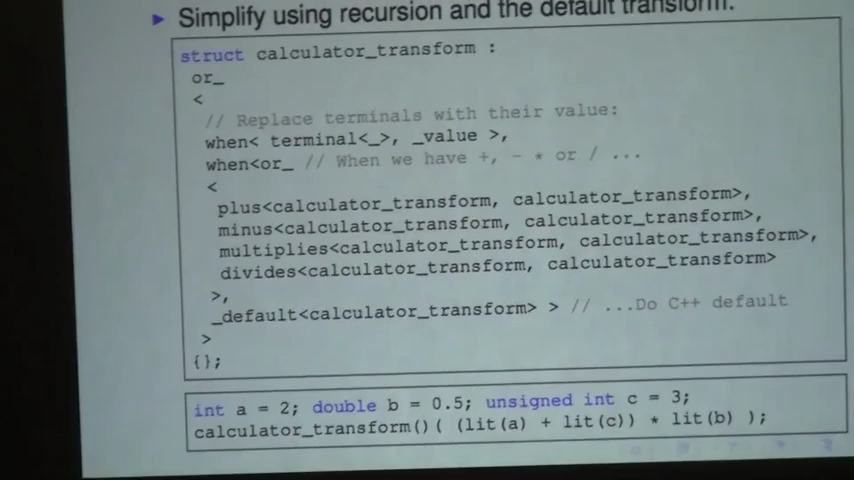 Simplify using recursion and the default transform.
struct calculator_transform :
or_
<
// Replace terminals with their value:
when< terminal<_>, _value >,
when<or_ // When we have +, - * or / ...
<
plus<calculator_transform, calculator_transform>,
minus<calculator_transform, calculator_transform>,
multiplies<calculator_transform, calculator_transform>,
divides<calculator_transform, calculator_transform>
>,
_default<calculator_transform> > // ...Do C++ default
>
{};
int a = 2; double b = 0.5; unsigned int c = 3;
calculator_transform()( (lit(a) + lit(c)) * lit(b) );